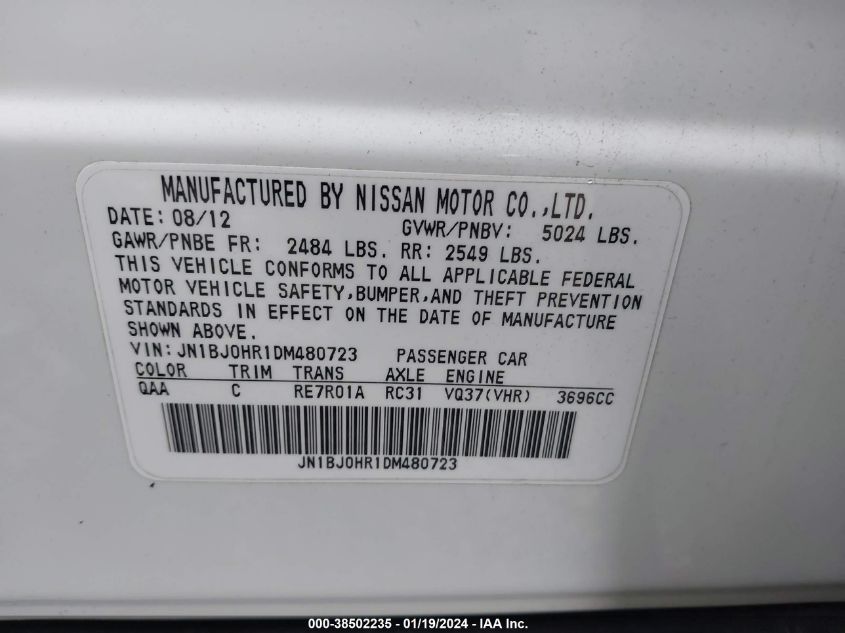 MANUFACTURED BY NISSAN MOTOR CO.,LTD.
DATE: 08/12 GVWR/PNBV: 5024 LBS.
GAWR/PNBE FR: 2484 LBS. RR: 2549 LBS.
THIS VEHICLE CONFORMS TO ALL APPLICABLE FEDERAL
MOTOR VEHICLE SAFETY,BUMPER,AND THEFT PREVENTION
STANDARDS IN EFFECT ON THE DATE OF MANUFACTURE
SHOWN ABOVE.
VIN: JN1BJ0HR1DM480723 PASSENGER CAR
COLOR TRIM TRANS AXLE ENGINE
QAA C RE7R01A RC31 VQ37(VHR) 3696CC
JN1BJ0HR1DM480723
000-38502235 - 01/19/2024 - IAA Inc.